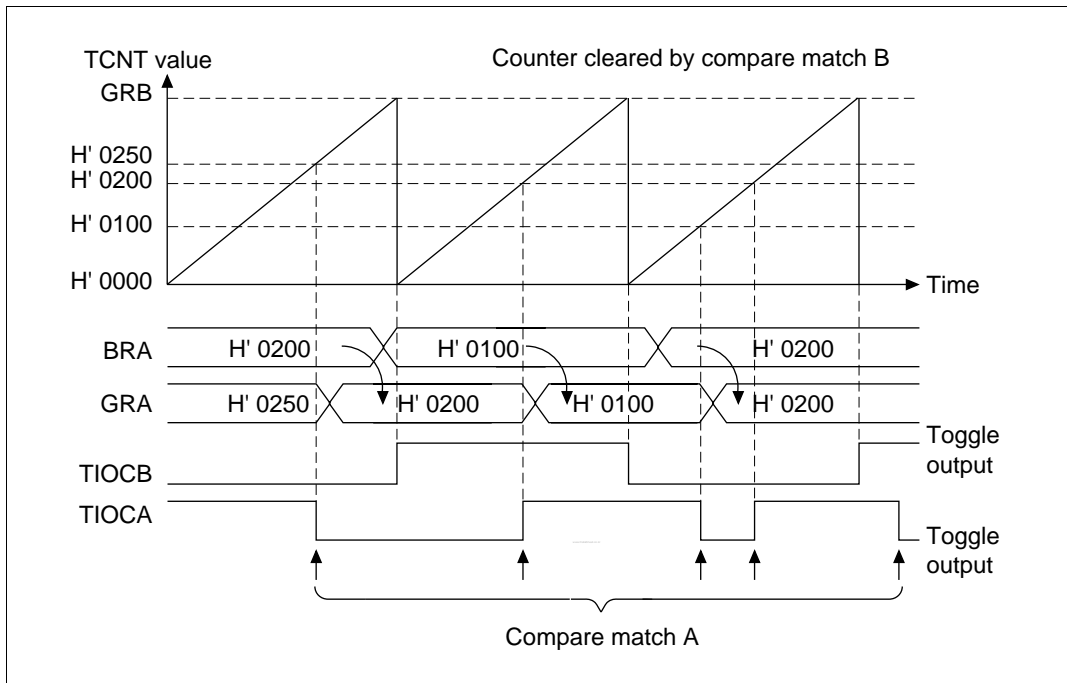 TCNT value
Counter cleared by compare match B
GRB
H' 0250
H' 0200
H' 0100
H' 0000
Time
BRA
H' 0200
H' 0100
H' 0200
GRA
H' 0250
H' 0200
H' 0100
H' 0200
TIOCB
Toggle
output
TIOCA
Toggle
output
Compare match A